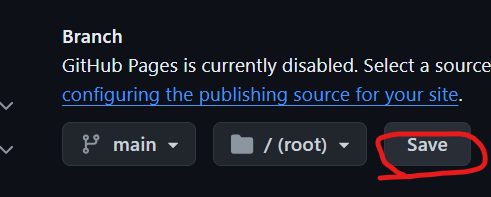 Branch
GitHub Pages is currently disabled. Select a source
configuring the publishing source for your site.
main / (root) Save